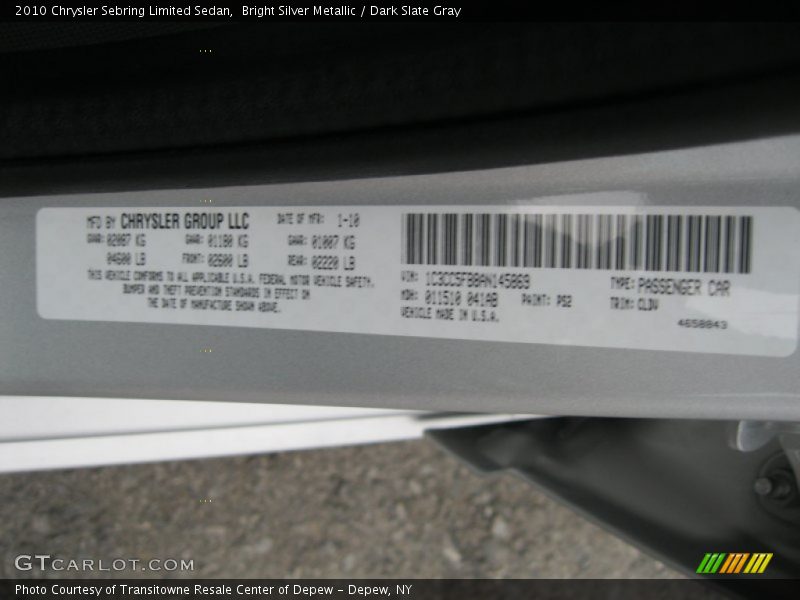 2010 Chrysler Sebring Limited Sedan, Bright Silver Metallic / Dark Slate Gray
MFD BY CHRYSLER GROUP LLC DATE OF MFR: 1-10
GVWR: 02087 KG GAWR: 01180 KG GAWR: 01007 KG
04600 LB FRONT: 02600 LB REAR: 02220 LB
THIS VEHICLE CONFORMS TO ALL APPLICABLE U.S.A. FEDERAL MOTOR VEHICLE SAFETY,
BUMPER AND THEFT PREVENTION STANDARDS IN EFFECT ON
THE DATE OF MANUFACTURE SHOWN ABOVE.
VIN: 1C3CC5FB8AN145869 TYPE: PASSENGER CAR
MDH: 011510 041AB PAINT: PS2 TRIM: CLDV
VEHICLE MADE IN U.S.A.
4658843
GTCARLOT.COM
Photo Courtesy of Transitowne Resale Center of Depew – Depew, NY